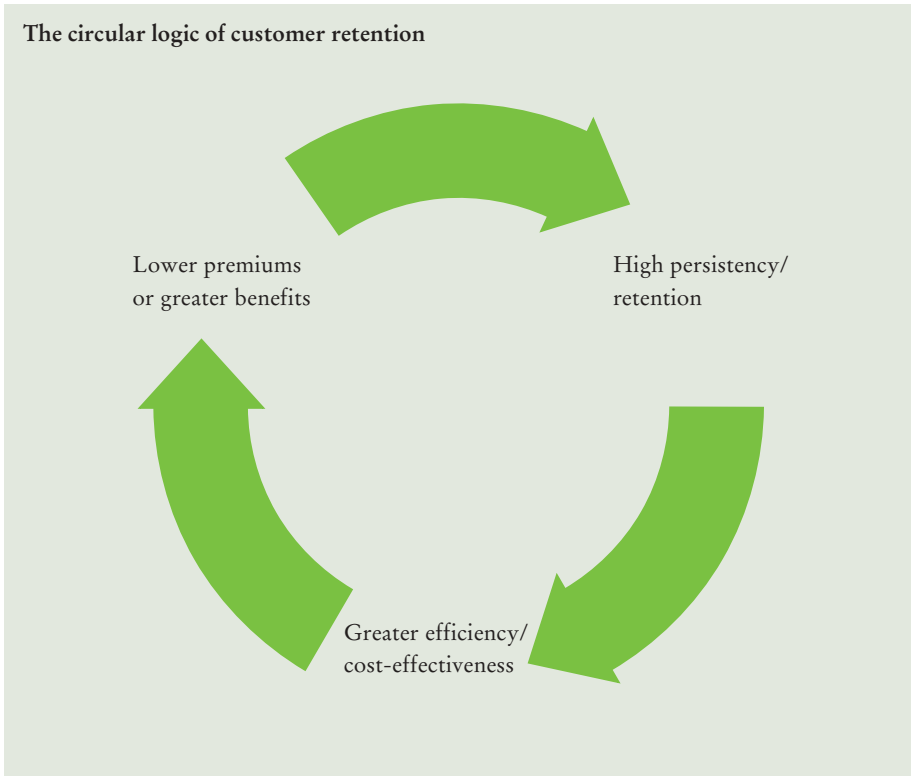 The circular logic of customer retention
Lower premiums
or greater benefits
High persistency/
retention
Greater efficiency/
cost-effectiveness